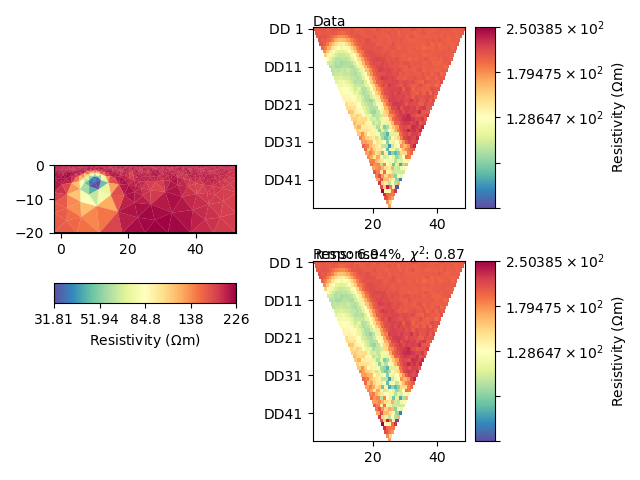 Data
DD 1
DD11
DD21
DD31
DD41
20 40
2.50385 × 10²
1.79475 × 10²
1.28647 × 10²
Resistivity (Ωm)
0
−10
−20
0 20 40
31.81 51.94 84.8 138 226
Resistivity (Ωm)
Response
rrms: 6.94%, χ²: 0.87
DD 1
DD11
DD21
DD31
DD41
20 40
2.50385 × 10²
1.79475 × 10²
1.28647 × 10²
Resistivity (Ωm)